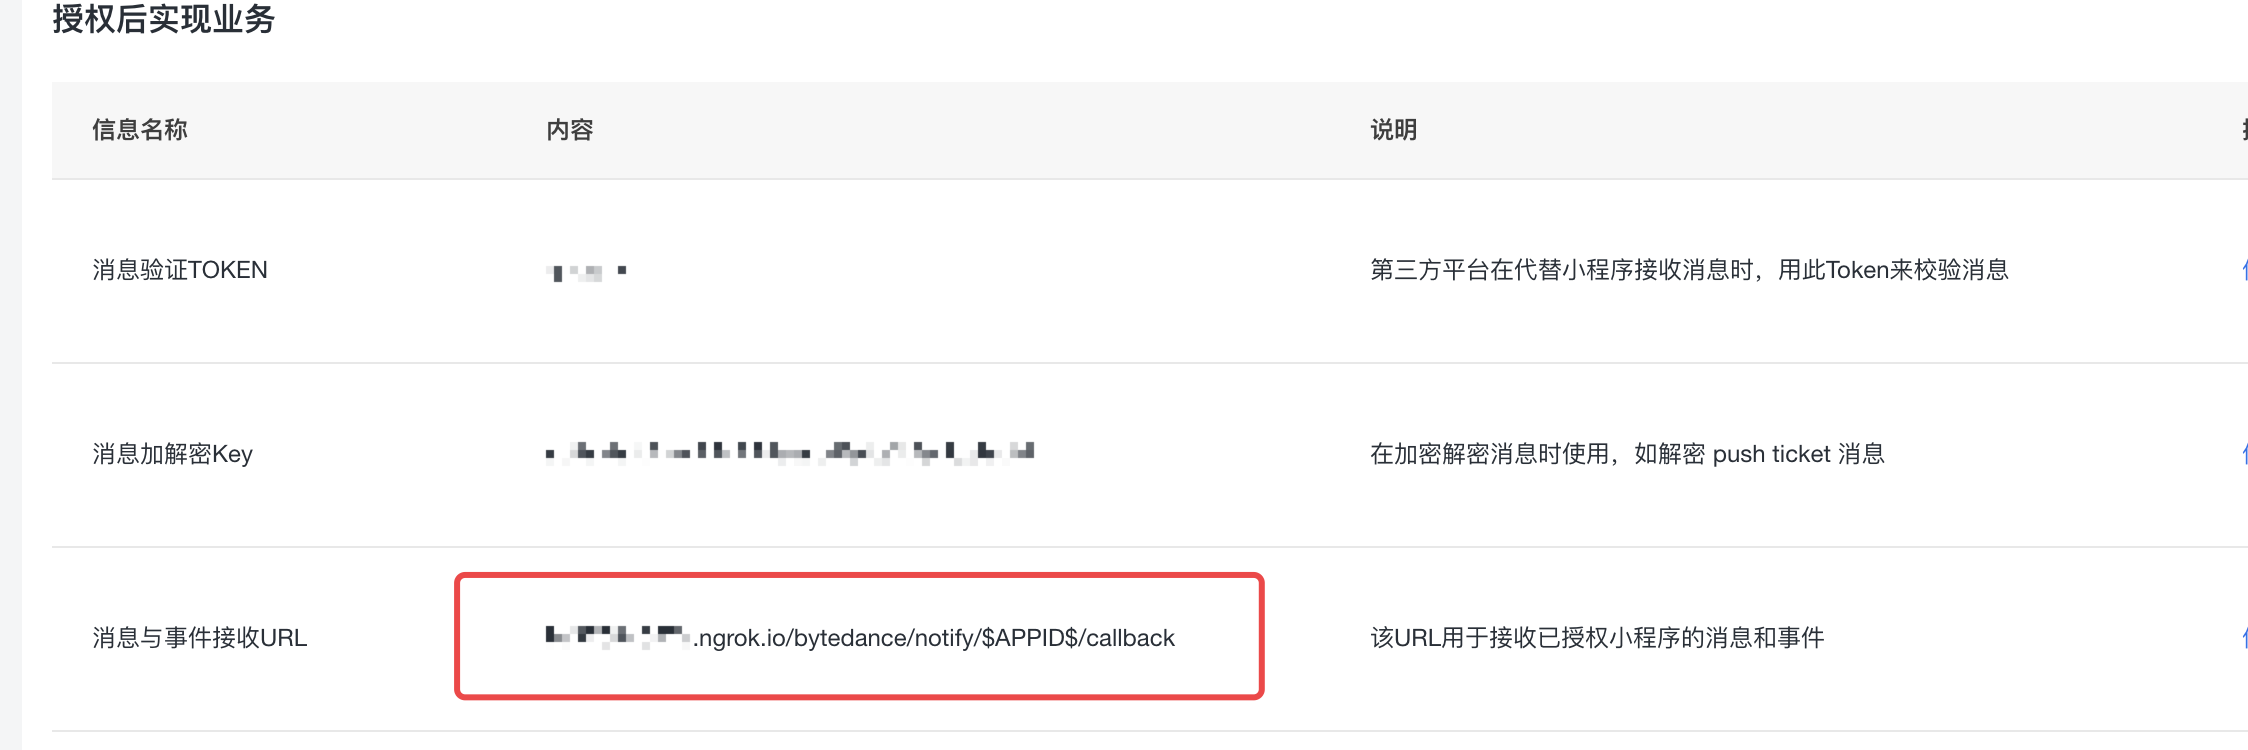 授权后实现业务
信息名称 内容 说明
消息验证TOKEN 第三方平台在代替小程序接收消息时，用此Token来校验消息
消息加解密Key 在加密解密消息时使用，如解密 push ticket 消息
消息与事件接收URL .ngrok.io/bytedance/notify/$APPID$/callback 该URL用于接收已授权小程序的消息和事件